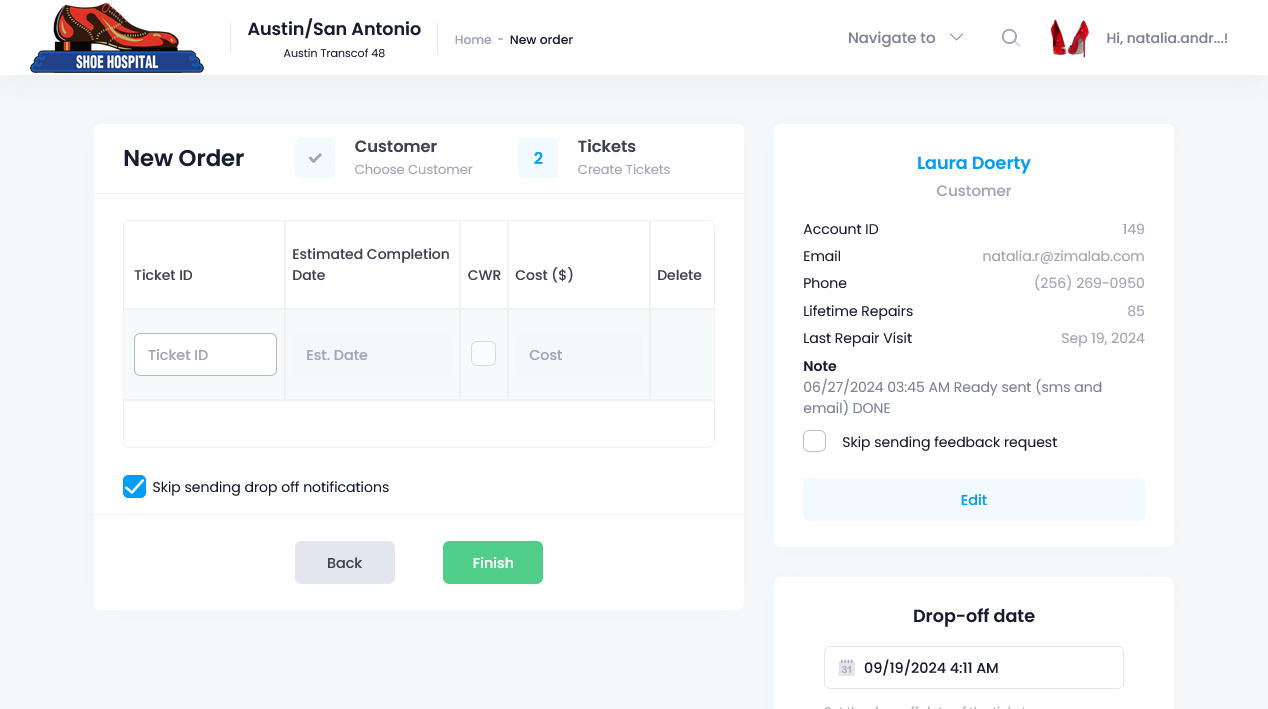 SHOE HOSPITAL
Austin/San Antonio
Austin Transcof 48
Home - New order
Navigate to
Hi, natalia.andr...!
New Order
Customer
Choose Customer
2
Tickets
Create Tickets
Ticket ID
Estimated Completion
Date
CWR
Cost ($)
Delete
Ticket ID
Est. Date
Cost
Skip sending drop off notifications
Back
Finish
Laura Doerty
Customer
Account ID 149
Email natalia.r@zimalab.com
Phone (256) 269-0950
Lifetime Repairs 85
Last Repair Visit Sep 19, 2024
Note
06/27/2024 03:45 AM Ready sent (sms and
email) DONE
Skip sending feedback request
Edit
Drop-off date
31
09/19/2024 4:11 AM